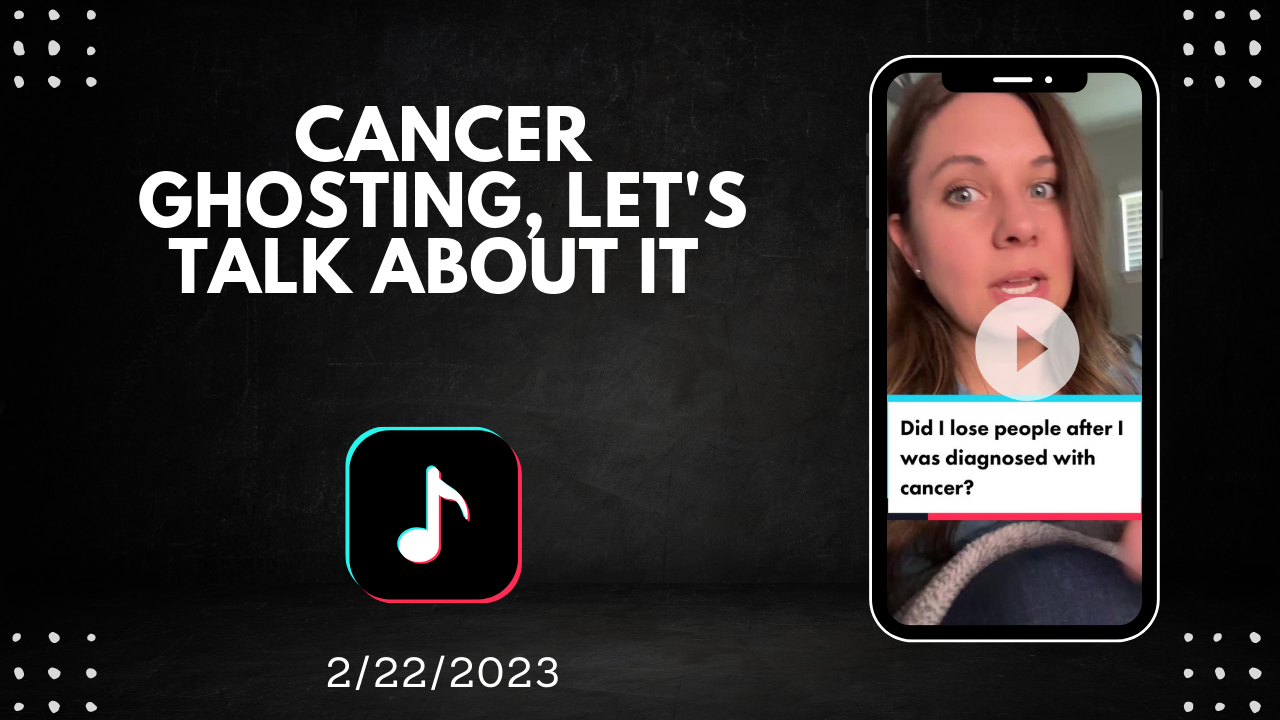 CANCER
GHOSTING, LET'S
TALK ABOUT IT
2/22/2023
Did I lose people after I
was diagnosed with
cancer?